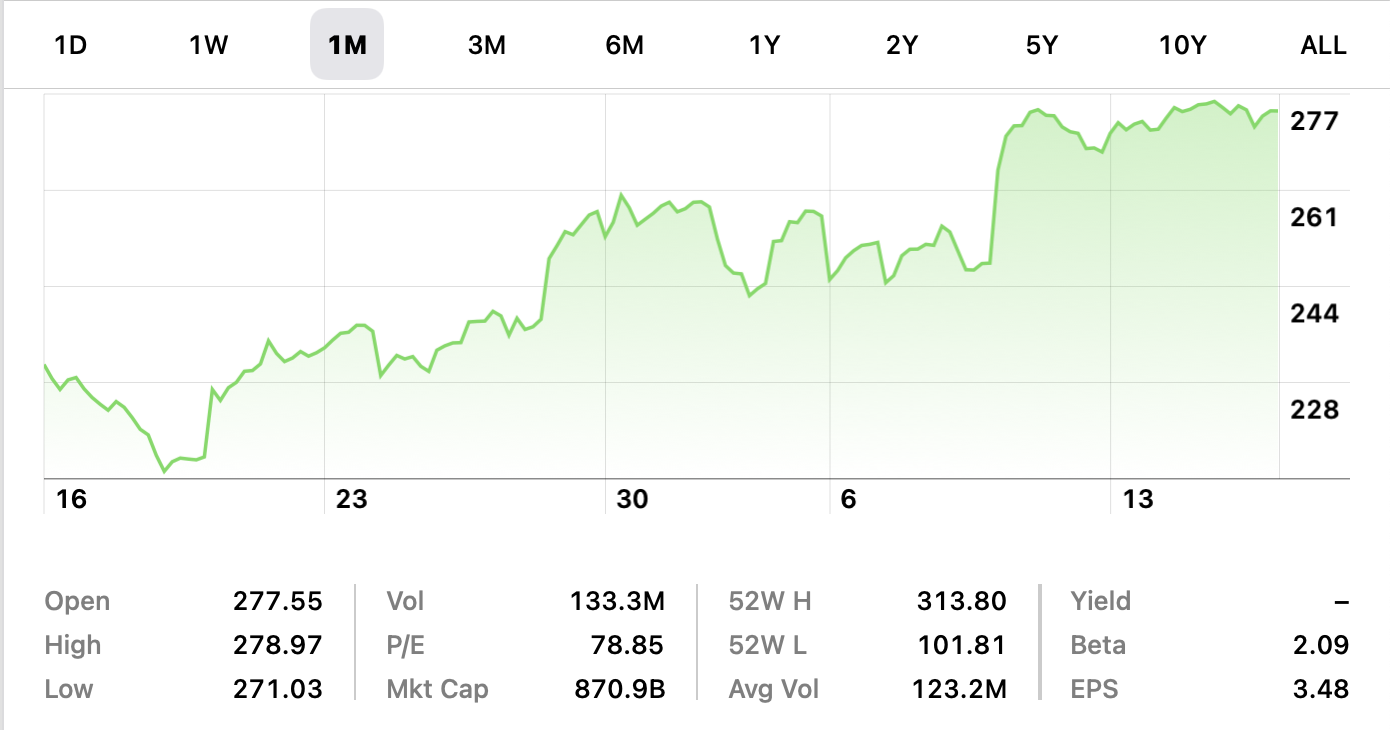 1D 1W 1M 3M 6M 1Y 2Y 5Y 10Y ALL
277
261
244
228
16 23 30 6 13
Open 277.55 Vol 133.3M 52W H 313.80 Yield –
High 278.97 P/E 78.85 52W L 101.81 Beta 2.09
Low 271.03 Mkt Cap 870.9B Avg Vol 123.2M EPS 3.48